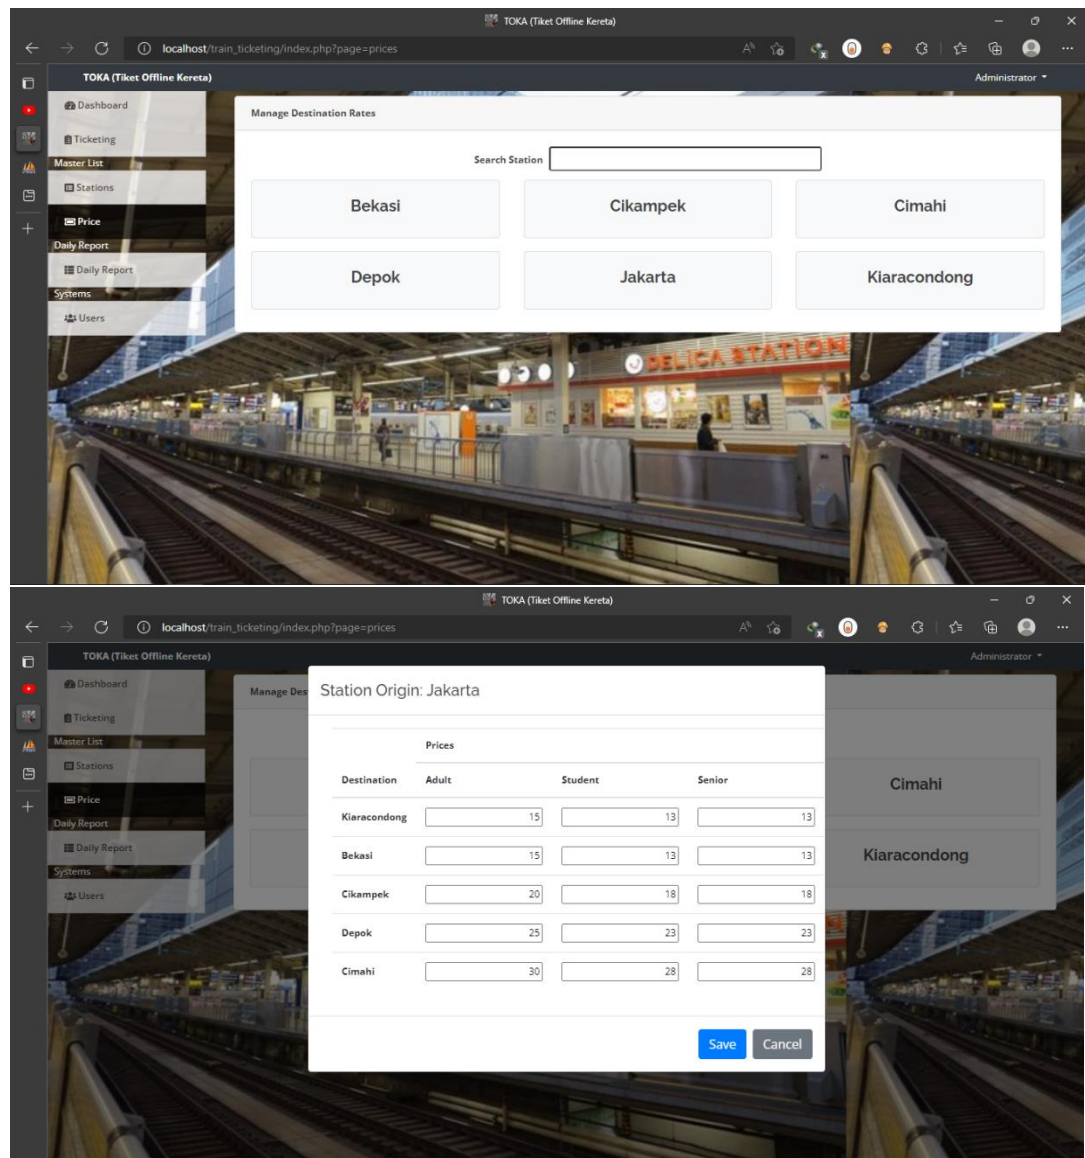 TOKA (Tiket Offline Kereta)
localhost/train_ticketing/index.php?page=prices
TOKA (Tiket Offline Kereta)
Administrator
Dashboard
Ticketing
Master List
Stations
Price
Daily Report
Daily Report
Systems
Users
Manage Destination Rates
Search Station
Bekasi
Cikampek
Cimahi
Depok
Jakarta
Kiaracondong
DELICA STATION
TOKA (Tiket Offline Kereta)
localhost/train_ticketing/index.php?page=prices
TOKA (Tiket Offline Kereta)
Administrator
Dashboard
Ticketing
Master List
Stations
Price
Daily Report
Daily Report
Systems
Users
Manage Des
Cimahi
Kiaracondong
Station Origin: Jakarta
Prices
Destination Adult Student Senior
Kiaracondong 15 13 13
Bekasi 15 13 13
Cikampek 20 18 18
Depok 25 23 23
Cimahi 30 28 28
Save Cancel